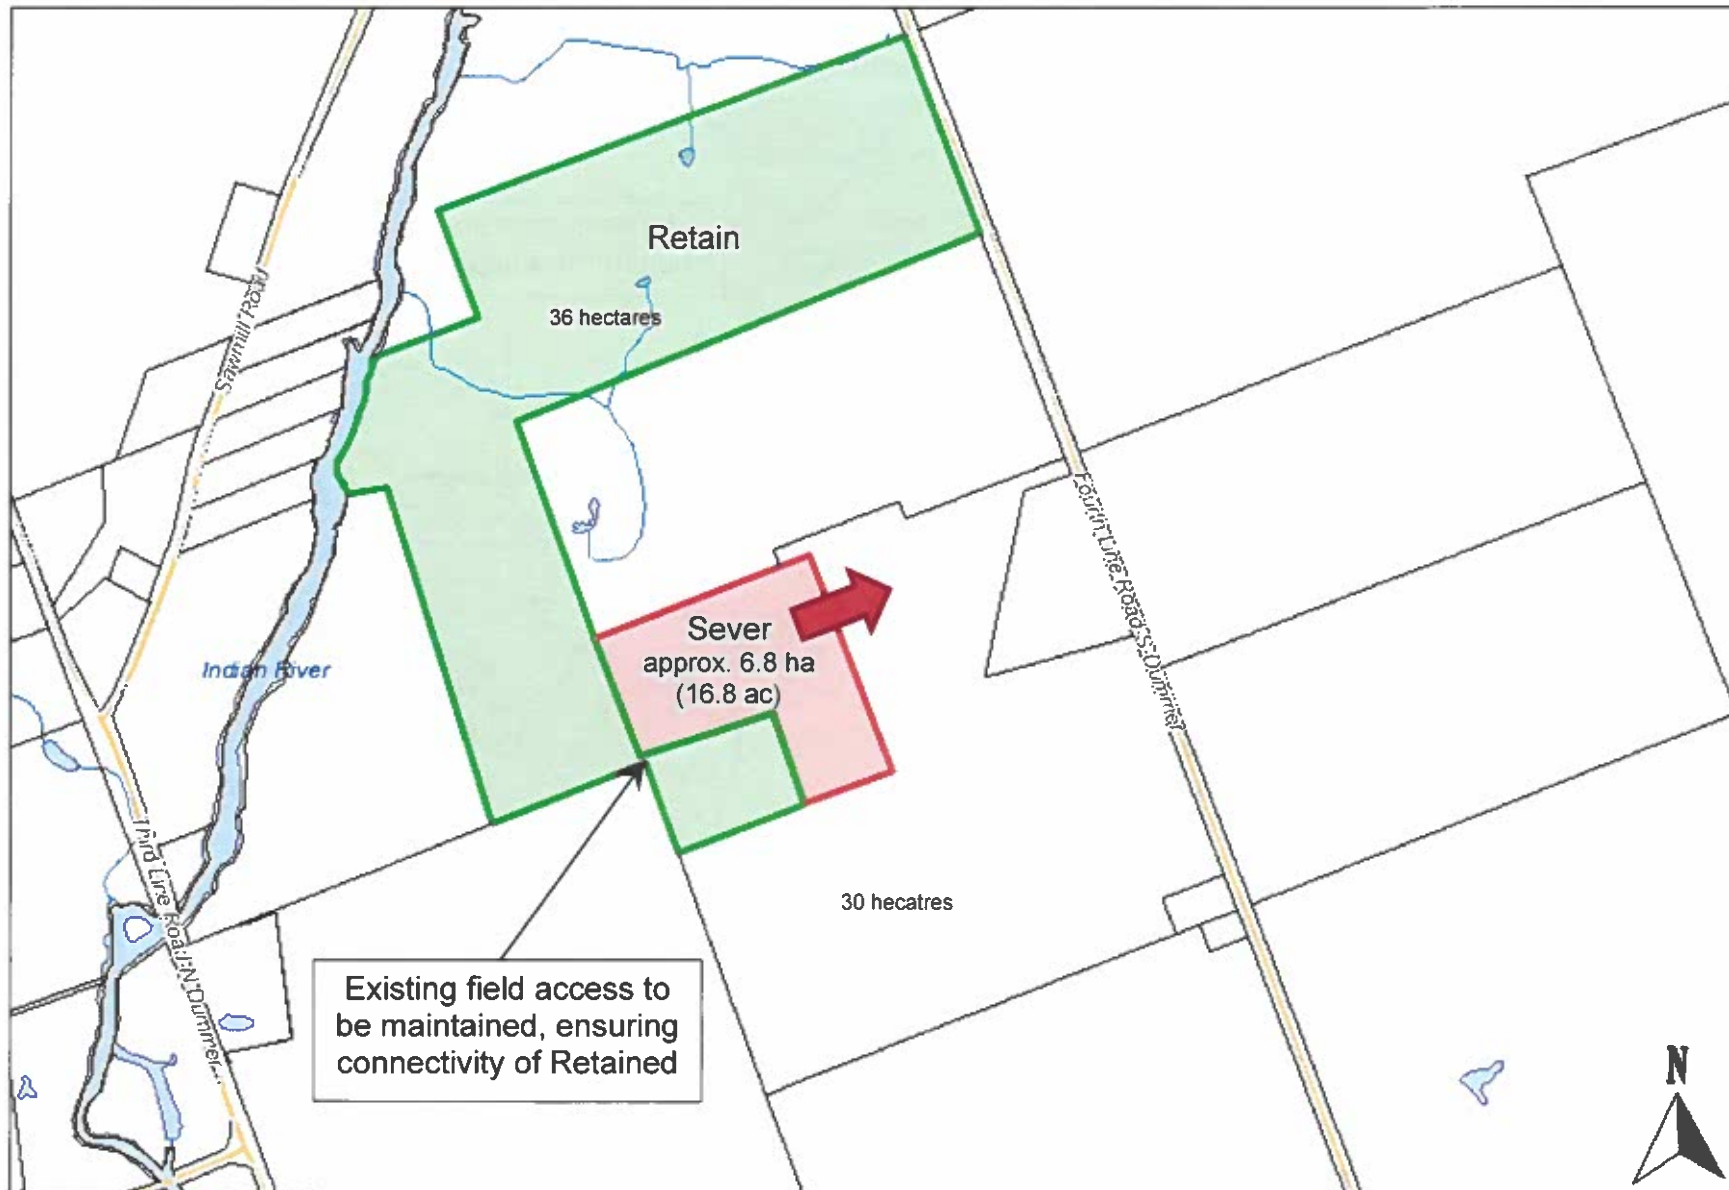 Retain
36 hectares
Sawmill Road
Fourth Line Road S Dummer
Sever
approx. 6.8 ha
(16.8 ac)
Indian River
Third Line Road N Dummer
30 hecatres
Existing field access to
be maintained, ensuring
connectivity of Retained
N